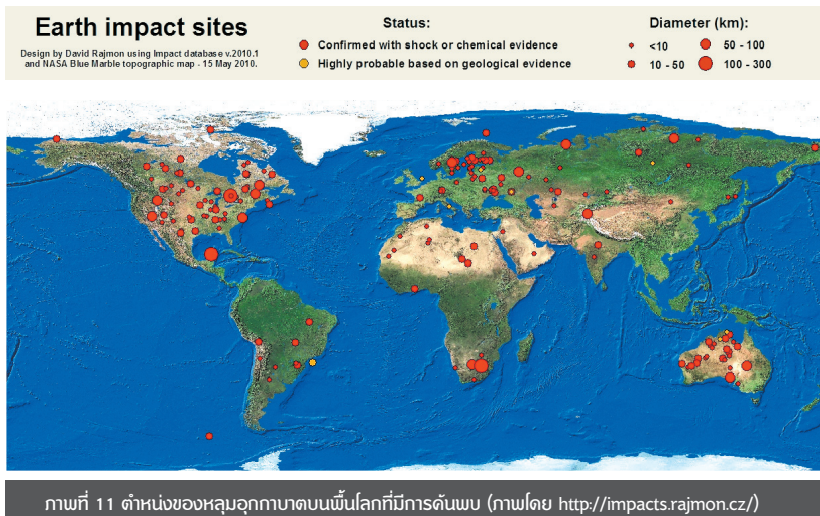 Earth impact sites
Design by David Rajmon using Impact database v.2010.1
and NASA Blue Marble topographic map - 15 May 2010.
Status:
Confirmed with shock or chemical evidence
Highly probable based on geological evidence
Diameter (km):
<10
50 - 100
10 - 50
100 - 300
ภาพที่ 11 ตำแหน่งของหลุมอุกกาบาตบนพื้นโลกที่มีการค้นพบ (ภาพโดย http://impacts.rajmon.cz/)